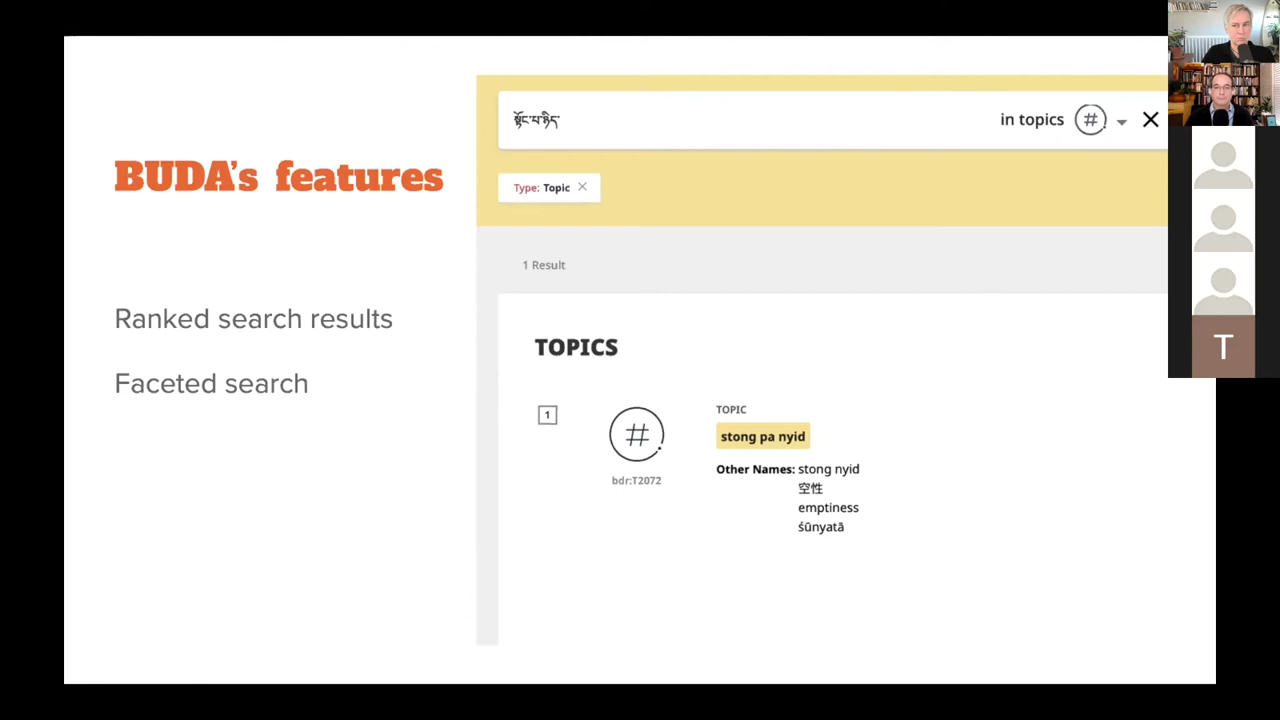 BUDA's features
Ranked search results
Faceted search
སྟོང་པ་ཉིད་
in topics #
Type: Topic ×
1 Result
TOPICS
1
#
bdr:T2072
TOPIC
stong pa nyid
Other Names: stong nyid
空性
emptiness
śūnyatā
T